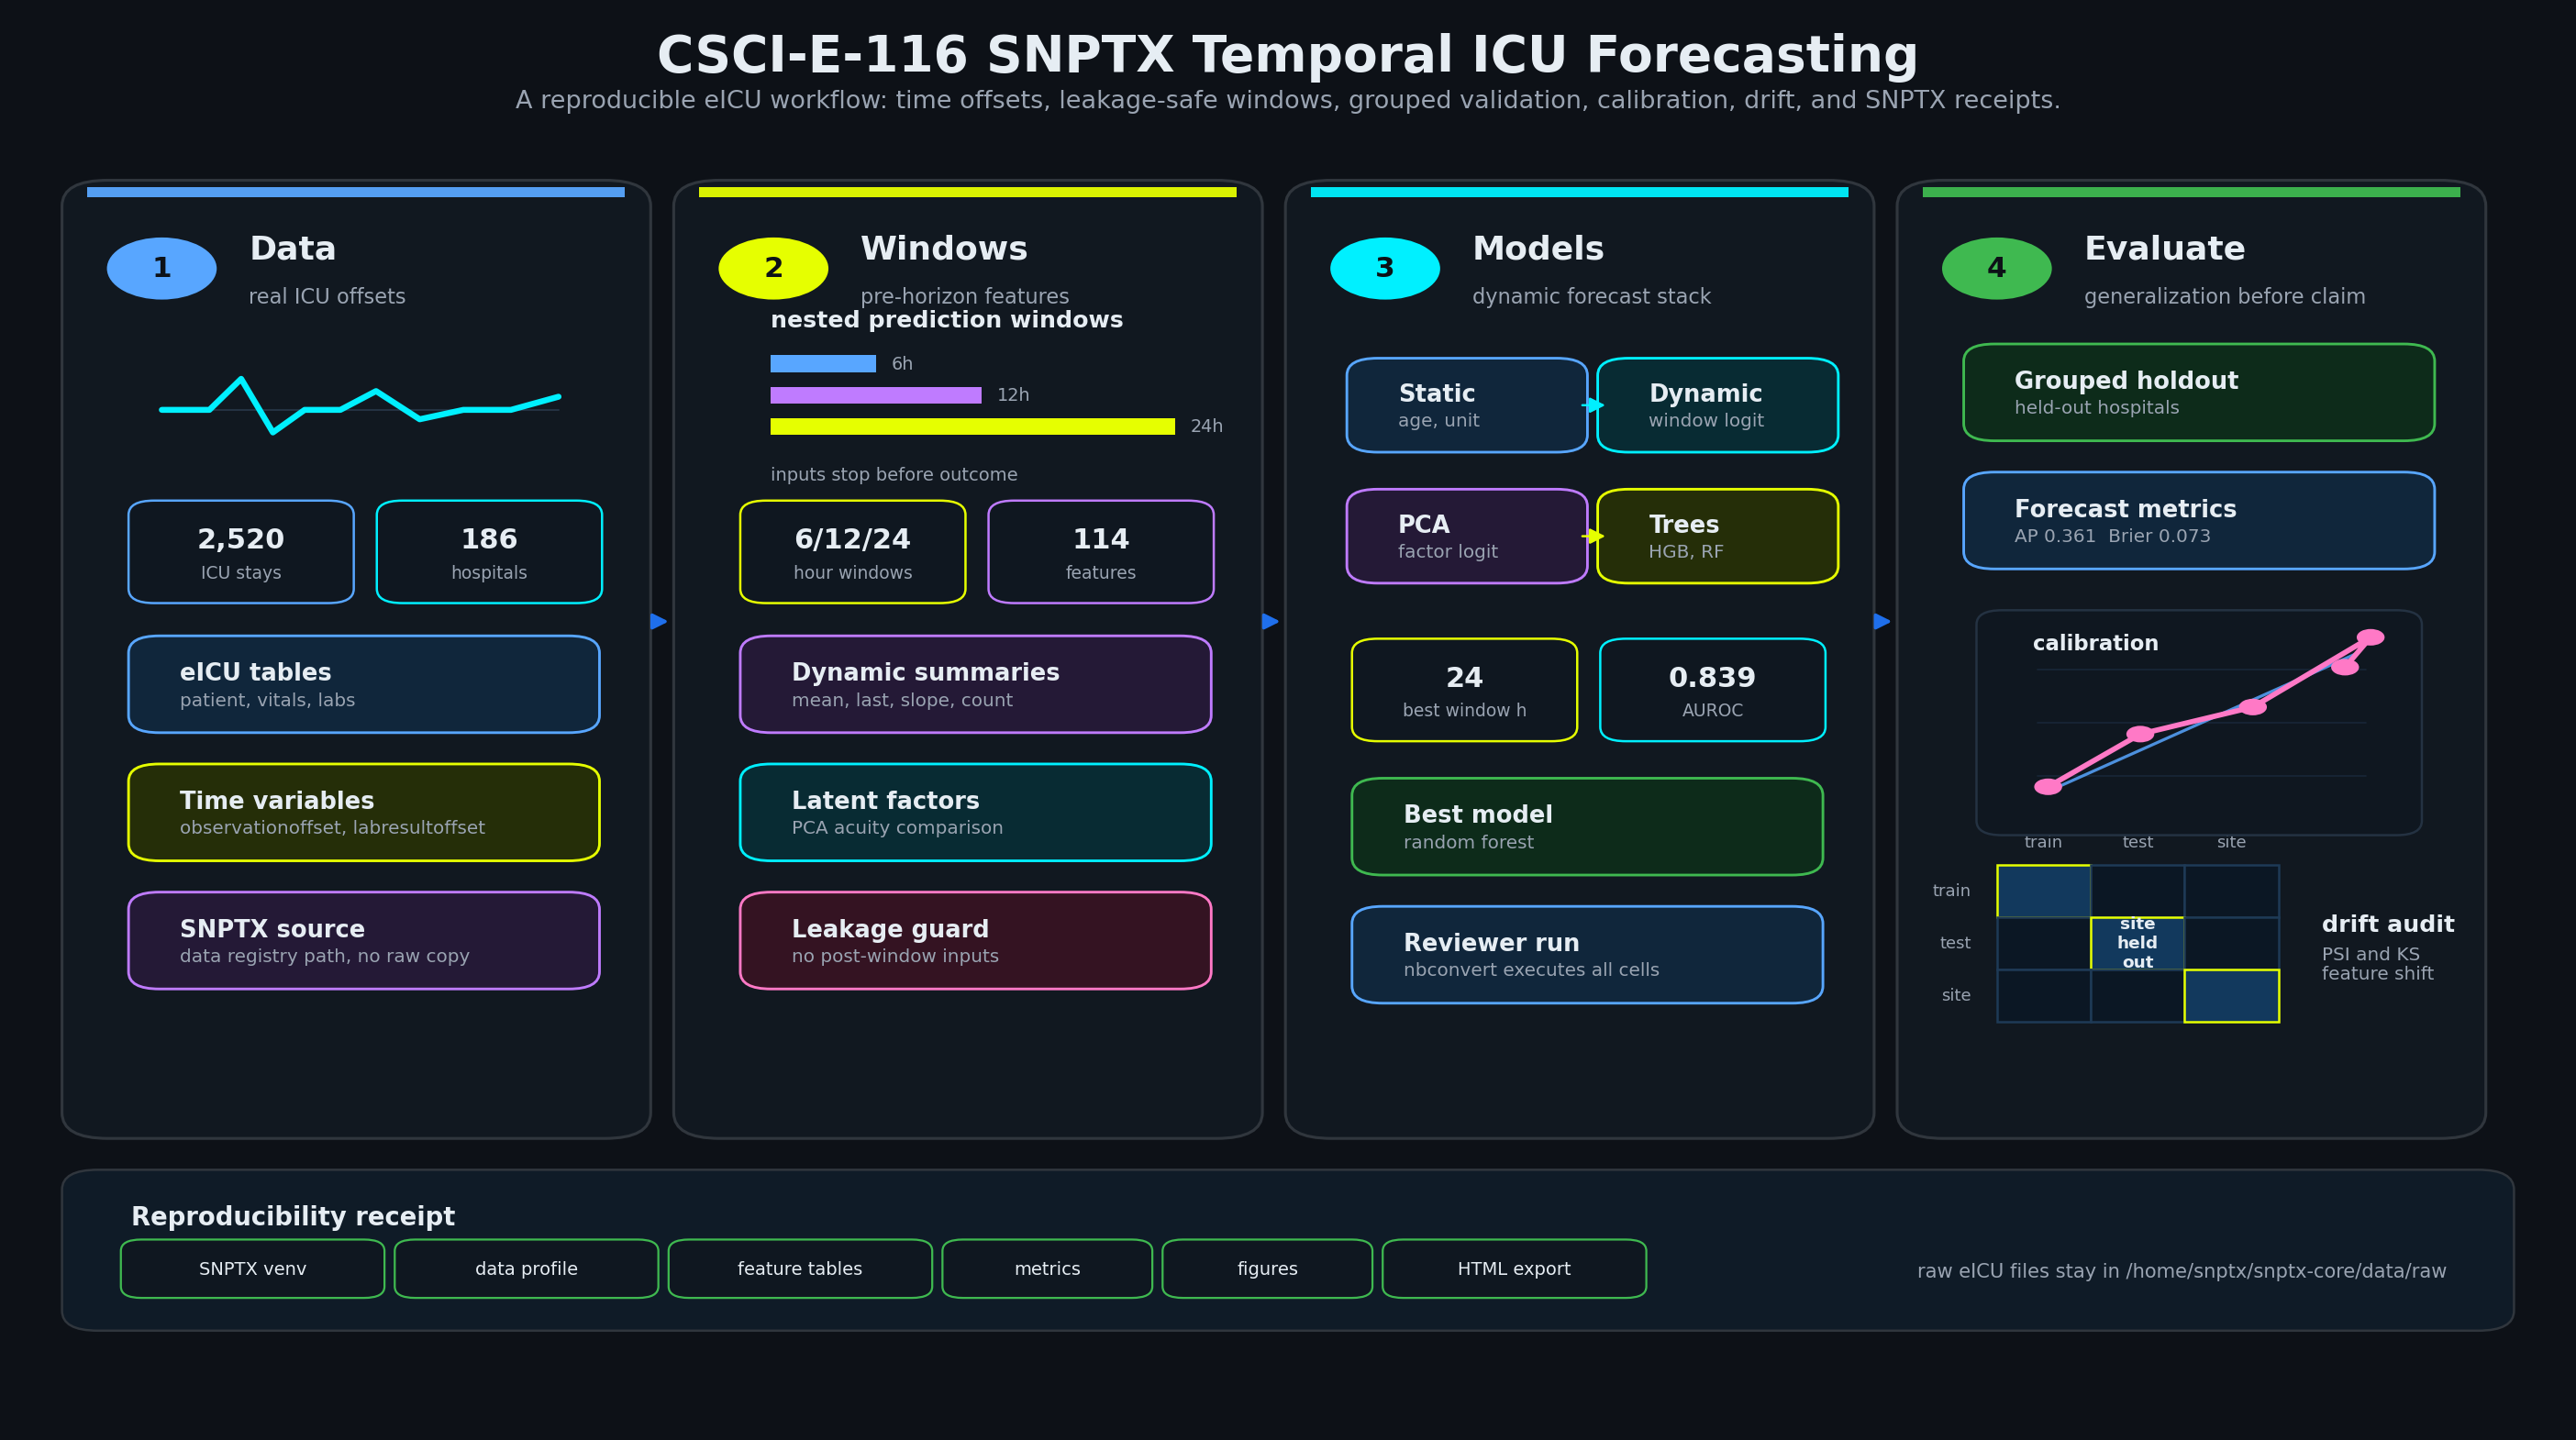 CSCI-E-116 SNPTX Temporal ICU Forecasting
A reproducible eICU workflow: time offsets, leakage-safe windows, grouped validation, calibration, drift, and SNPTX receipts.
1
Data
real ICU offsets
2,520
ICU stays
186
hospitals
eICU tables
patient, vitals, labs
Time variables
observationoffset, labresultoffset
SNPTX source
data registry path, no raw copy
2
Windows
pre-horizon features
nested prediction windows
6h
12h
24h
inputs stop before outcome
6/12/24
hour windows
114
features
Dynamic summaries
mean, last, slope, count
Latent factors
PCA acuity comparison
Leakage guard
no post-window inputs
3
Models
dynamic forecast stack
Static
age, unit
Dynamic
window logit
PCA
factor logit
Trees
HGB, RF
24
best window h
0.839
AUROC
Best model
random forest
Reviewer run
nbconvert executes all cells
4
Evaluate
generalization before claim
Grouped holdout
held-out hospitals
Forecast metrics
AP 0.361 Brier 0.073
calibration
train test site
train
test
site
site
held
out
drift audit
PSI and KS
feature shift
Reproducibility receipt
SNPTX venv
data profile
feature tables
metrics
figures
HTML export
raw eICU files stay in /home/snptx/snptx-core/data/raw